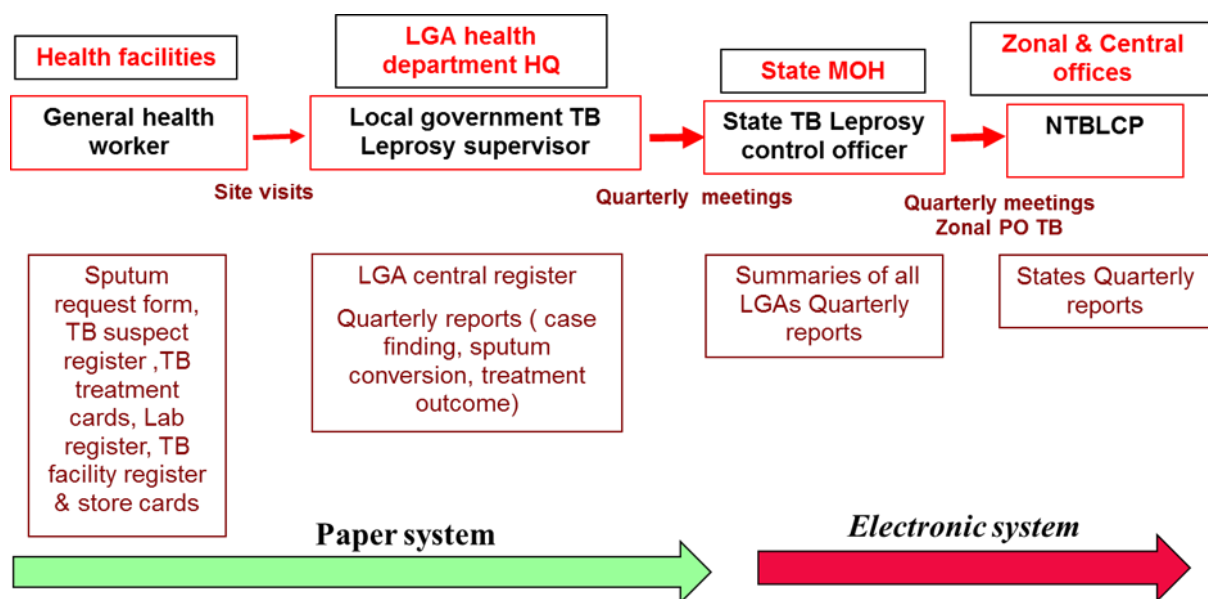 Health facilities
LGA health
department HQ
State MOH
Zonal & Central
offices
General health
worker
Local government TB
Leprosy supervisor
State TB Leprosy
control officer
NTBLCP
Site visits
Quarterly meetings
Quarterly meetings
Zonal PO TB
Sputum
request form,
TB suspect
register ,TB
treatment
cards, Lab
register, TB
facility register
& store cards
LGA central register
Quarterly reports ( case
finding, sputum
conversion, treatment
outcome)
Summaries of all
LGAs Quarterly
reports
States Quarterly
reports
Paper system
Electronic system